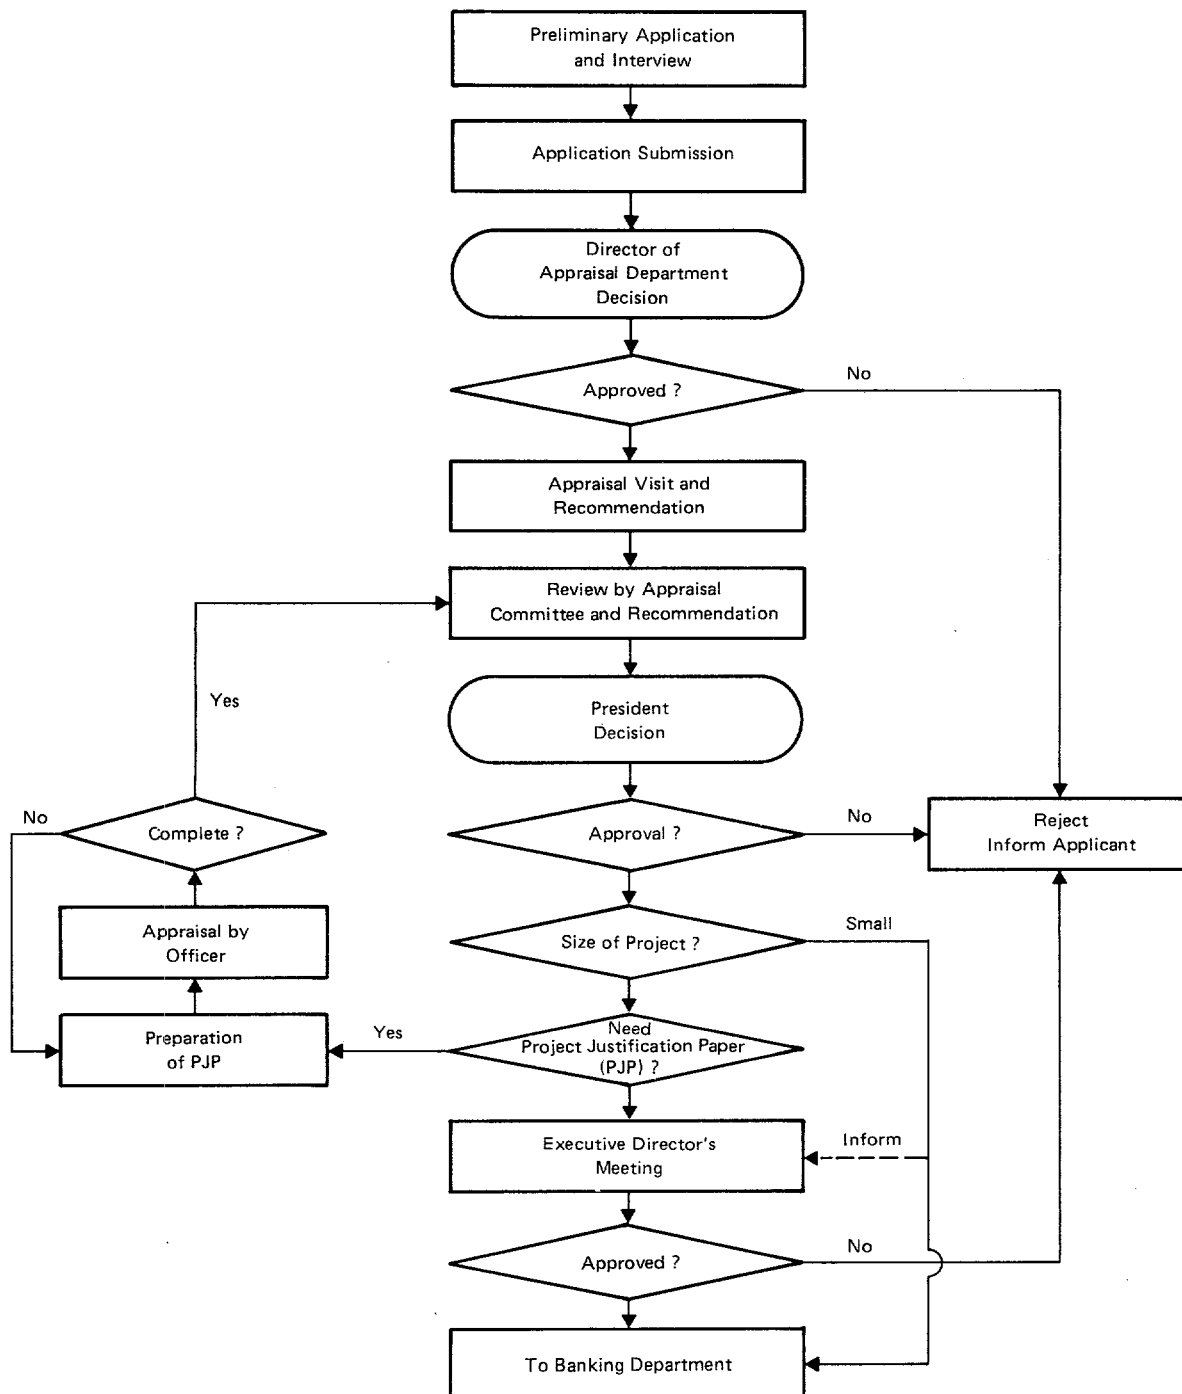 Preliminary Application
and Interview
Application Submission
Director of
Appraisal Department
Decision
Approved ?
No
Appraisal Visit and
Recommendation
Review by Appraisal
Committee and Recommendation
Yes
President
Decision
No
Complete ?
Approval ?
No
Reject
Inform Applicant
Appraisal by
Officer
Size of Project ?
Small
Preparation
of PJP
Yes
Need
Project Justification Paper
(PJP) ?
Executive Director's
Meeting
Inform
Approved ?
No
To Banking Department